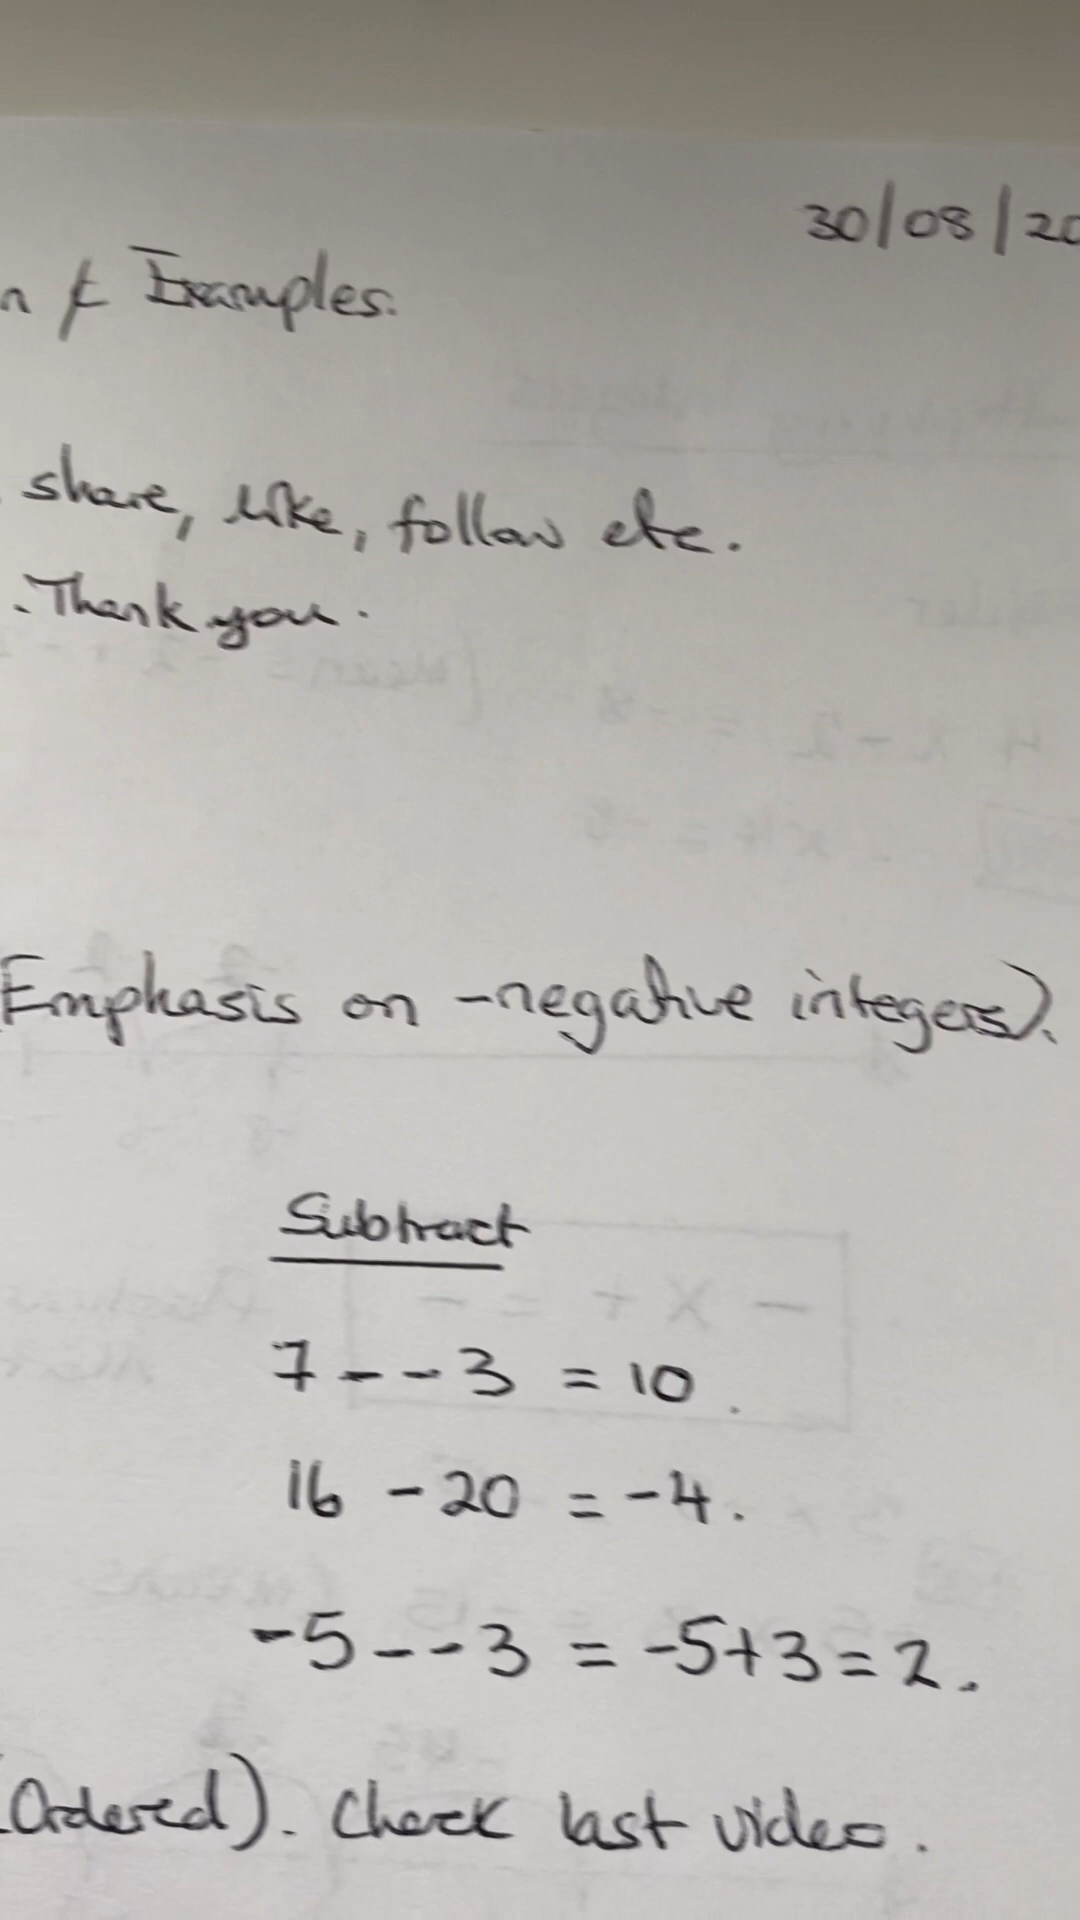 30/08/20
n & Examples.
share, like, follow etc.
. Thank you.
Emphasis on -negative integers).
Subtract
7 - - 3 = 10.
16 - 20 = -4.
-5 - - 3 = -5+3=2.
(Ordered). Check last video.